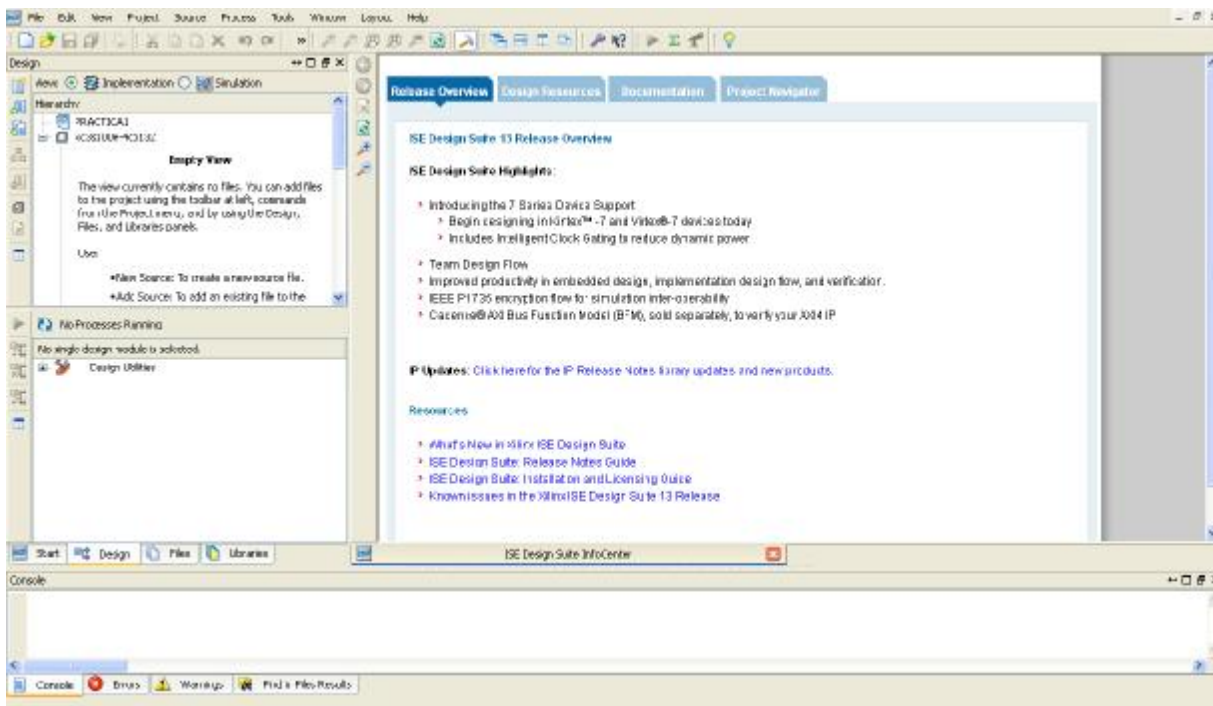 File Edit View Project Source Process Tools Window Layout Help
Design
View: Implementation Simulation
Hierarchy
PRACTICA1
Empty View
The view currently contains no files. You can add files
to the project using the toolbar at left, commands
from the Project menu, and by using the Design,
Files, and Libraries panels.
Use:
•New Source: To create a new source file.
•Add Source: To add an existing file to the
No Processes Running
No single design module is selected.
Design Utilities
Start Design Files Libraries
Release Overview Design Resources Documentation Project Navigator
ISE Design Suite 13 Release Overview
ISE Design Suite Highlights:
Introducing the 7 Series Device Support
Begin designing in Kintex™-7 and Virtex®-7 devices today
Includes Intelligent Clock Gating to reduce dynamic power
Team Design Flow
Improved productivity in embedded design, implementation design flow, and verification.
IEEE P1735 encryption flow for simulation inter-operability
Cadence® AXI Bus Function Model (BFM), sold separately, to verify your AXI4 IP
IP Updates: Click here for the IP Release Notes library updates and new products.
Resources
What's New in Xilinx ISE Design Suite
ISE Design Suite: Release Notes Guide
ISE Design Suite: Installation and Licensing Guide
Known issues in the Xilinx ISE Design Suite 13 Release
ISE Design Suite InfoCenter
Console
Console Errors Warnings Find in Files Results